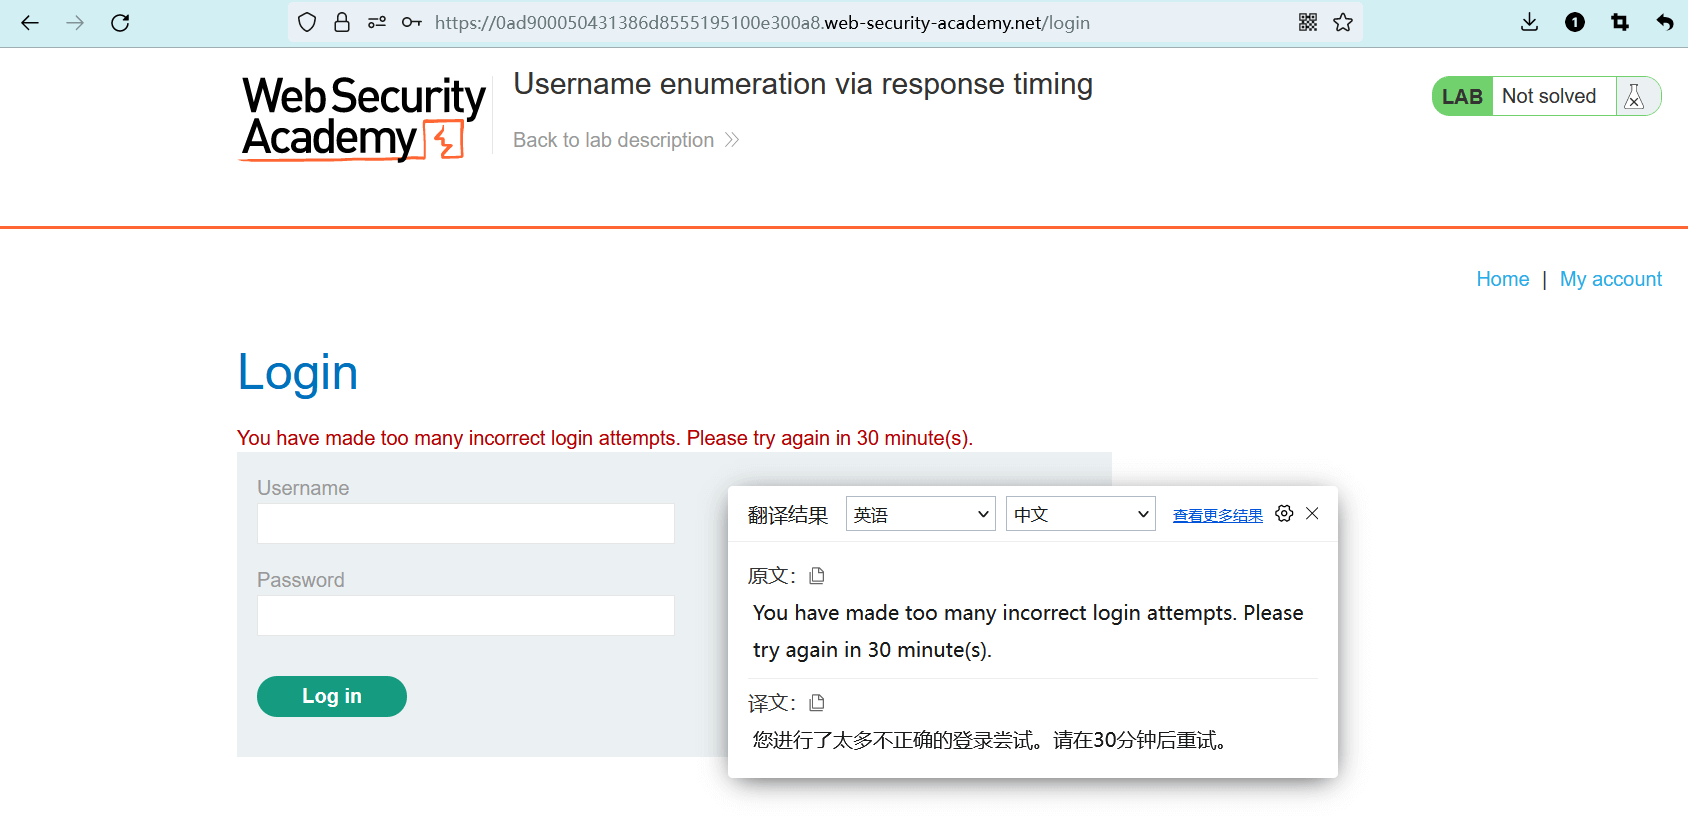 https://0ad900050431386d8555195100e300a8.web-security-academy.net/login
1
Web Security
Academy
Username enumeration via response timing
Back to lab description
LAB Not solved
Home | My account
Login
You have made too many incorrect login attempts. Please try again in 30 minute(s).
Username
Password
Log in
翻译结果 英语 中文 查看更多结果
原文：
You have made too many incorrect login attempts. Please
try again in 30 minute(s).
译文：
您进行了太多不正确的登录尝试。请在30分钟后重试。